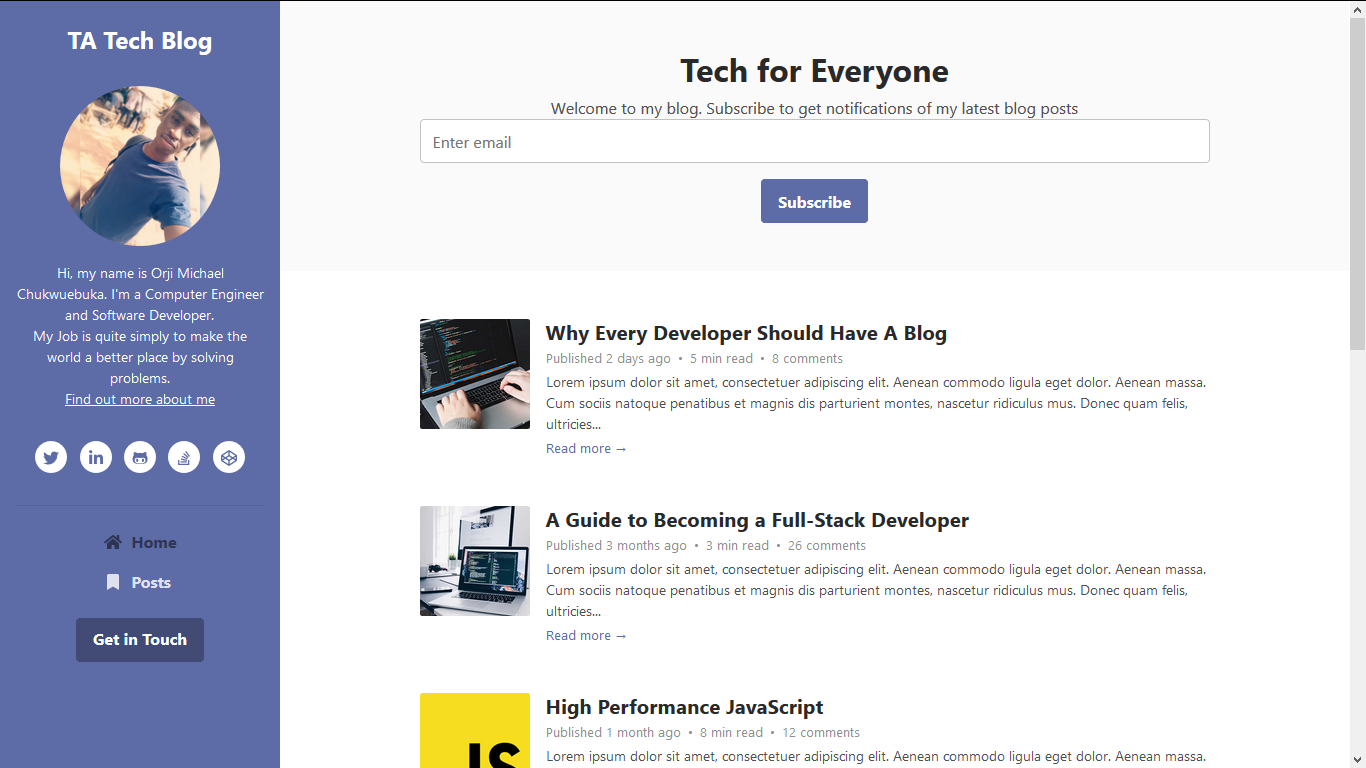 TA Tech Blog
Hi, my name is Orji Michael
Chukwuebuka. I'm a Computer Engineer
and Software Developer.
My Job is quite simply to make the
world a better place by solving
problems.
Find out more about me
Home
Posts
Get in Touch
Tech for Everyone
Welcome to my blog. Subscribe to get notifications of my latest blog posts
Enter email
Subscribe
Why Every Developer Should Have A Blog
Published 2 days ago • 5 min read • 8 comments
Lorem ipsum dolor sit amet, consectetuer adipiscing elit. Aenean commodo ligula eget dolor. Aenean massa.
Cum sociis natoque penatibus et magnis dis parturient montes, nascetur ridiculus mus. Donec quam felis,
ultricies...
Read more →
A Guide to Becoming a Full-Stack Developer
Published 3 months ago • 3 min read • 26 comments
Lorem ipsum dolor sit amet, consectetuer adipiscing elit. Aenean commodo ligula eget dolor. Aenean massa.
Cum sociis natoque penatibus et magnis dis parturient montes, nascetur ridiculus mus. Donec quam felis,
ultricies...
Read more →
JS
High Performance JavaScript
Published 1 month ago • 8 min read • 12 comments
Lorem ipsum dolor sit amet, consectetuer adipiscing elit. Aenean commodo ligula eget dolor. Aenean massa.